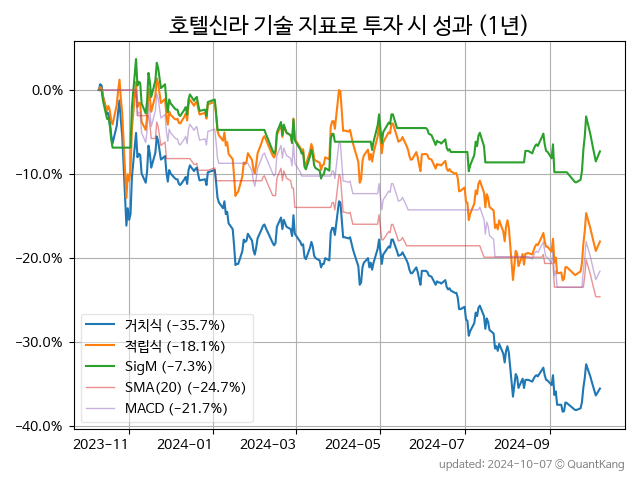 호텔신라 기술 지표로 투자 시 성과 (1년)
0.0%
−10.0%
−20.0%
−30.0%
−40.0%
거치식 (−35.7%)
적립식 (−18.1%)
SigM (−7.3%)
SMA(20) (−24.7%)
MACD (−21.7%)
2023-11 2024-01 2024-03 2024-05 2024-07 2024-09
updated: 2024-10-07 © QuantKang